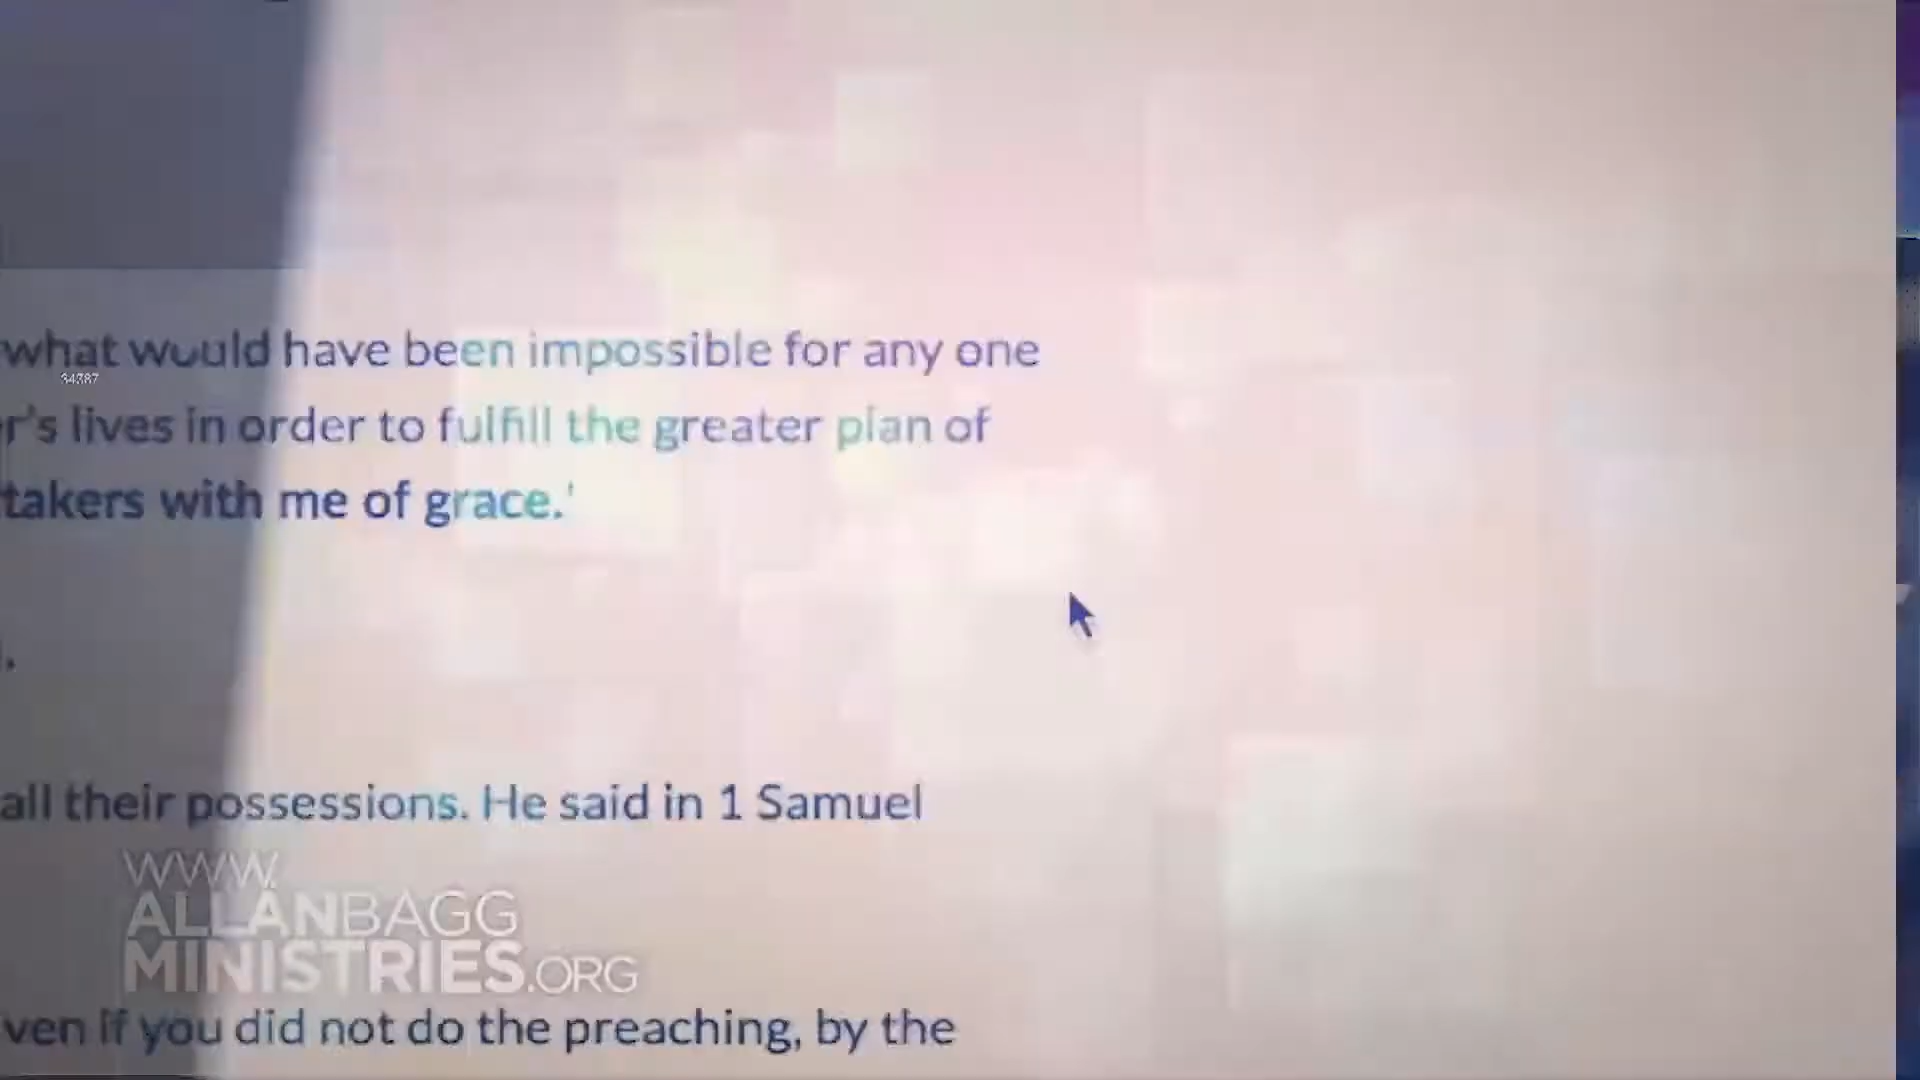 what would have been impossible for any one
34387
r's lives in order to fulfill the greater plan of
takers with me of grace.'
.
all their possessions. He said in 1 Samuel
WWW.
ALLANBAGG
MINISTRIES.ORG
ven if you did not do the preaching, by the